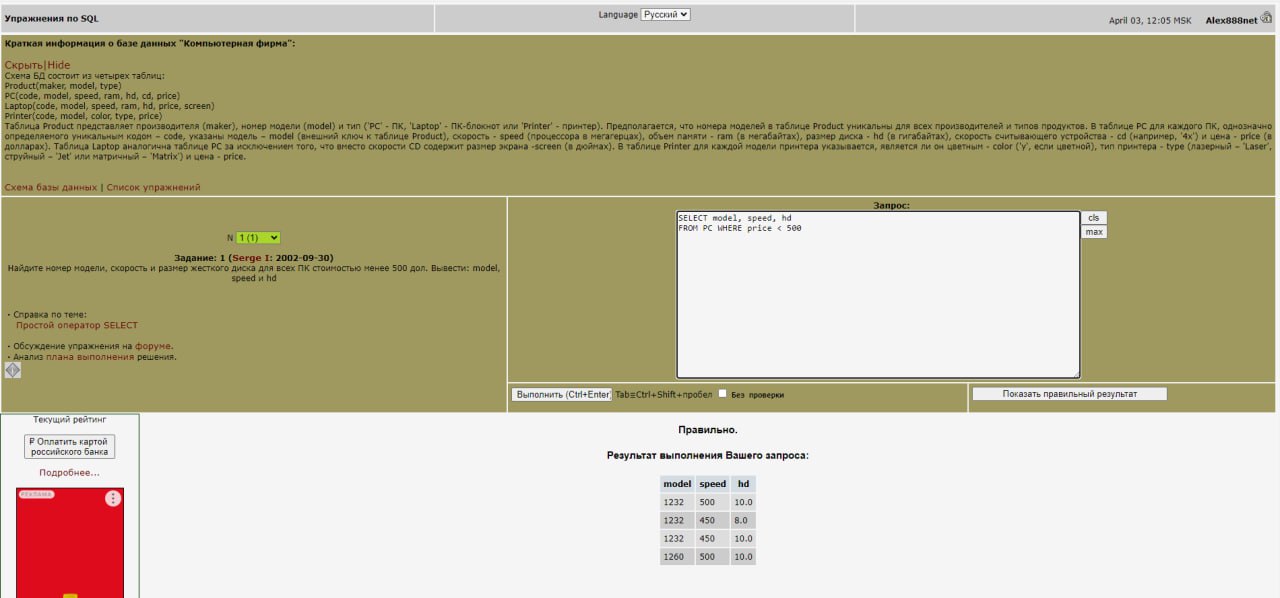 Упражнения по SQL
Language Русский
April 03, 12:05 MSK Alex888net
Краткая информация о базе данных "Компьютерная фирма":
Скрыть|Hide
Схема БД состоит из четырех таблиц:
Product(maker, model, type)
PC(code, model, speed, ram, hd, cd, price)
Laptop(code, model, speed, ram, hd, price, screen)
Printer(code, model, color, type, price)
Таблица Product представляет производителя (maker), номер модели (model) и тип ('PC' - ПК, 'Laptop' - ПК-блокнот или 'Printer' - принтер). Предполагается, что номера моделей в таблице Product уникальны для всех производителей и типов продуктов. В таблице PC для каждого ПК, однозначно
определяемого уникальным кодом – code, указаны модель – model (внешний ключ к таблице Product), скорость - speed (процессора в мегагерцах), объем памяти - ram (в мегабайтах), размер диска - hd (в гигабайтах), скорость считывающего устройства - cd (например, '4x') и цена - price (в
долларах). Таблица Laptop аналогична таблице PC за исключением того, что вместо скорости CD содержит размер экрана -screen (в дюймах). В таблице Printer для каждой модели принтера указывается, является ли он цветным - color ('y', если цветной), тип принтера - type (лазерный – 'Laser',
струйный – 'Jet' или матричный – 'Matrix') и цена - price.
Схема базы данных | Список упражнений
N 1 (1)
Задание: 1 (Serge I: 2002-09-30)
Найдите номер модели, скорость и размер жесткого диска для всех ПК стоимостью менее 500 дол. Вывести: model,
speed и hd
· Справка по теме:
Простой оператор SELECT
· Обсуждение упражнения на форуме.
· Анализ плана выполнения решения.
Запрос:
SELECT model, speed, hd
FROM PC WHERE price < 500
cls
max
Выполнить (Ctrl+Enter) Tab≡Ctrl+Shift+пробел Без проверки
Показать правильный результат
Текущий рейтинг
₽ Оплатить картой
российского банка
Подробнее...
РЕКЛАМА
Правильно.
Результат выполнения Вашего запроса:
model speed hd
1232 500 10.0
1232 450 8.0
1232 450 10.0
1260 500 10.0